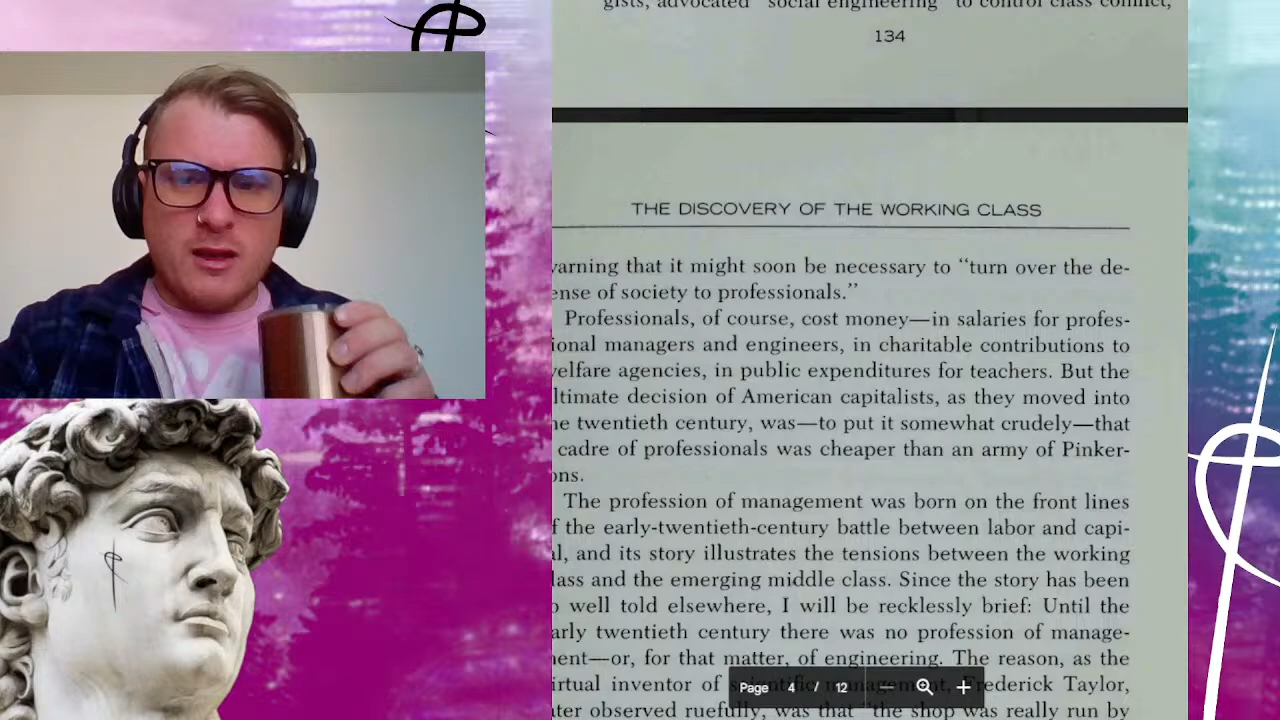 gists, advocated "social engineering" to control class conflict,
134
THE DISCOVERY OF THE WORKING CLASS
warning that it might soon be necessary to “turn over the de-
ense of society to professionals.”
Professionals, of course, cost money—in salaries for profes-
ional managers and engineers, in charitable contributions to
welfare agencies, in public expenditures for teachers. But the
ltimate decision of American capitalists, as they moved into
he twentieth century, was—to put it somewhat crudely—that
cadre of professionals was cheaper than an army of Pinker-
ons.
The profession of management was born on the front lines
f the early-twentieth-century battle between labor and capi-
al, and its story illustrates the tensions between the working
lass and the emerging middle class. Since the story has been
o well told elsewhere, I will be recklessly brief: Until the
arly twentieth century there was no profession of manage-
ment—or, for that matter, of engineering. The reason, as the
irtual inventor of scientific management, Frederick Taylor,
ater observed ruefully, was that “the shop was really run by
Page 4 / 12